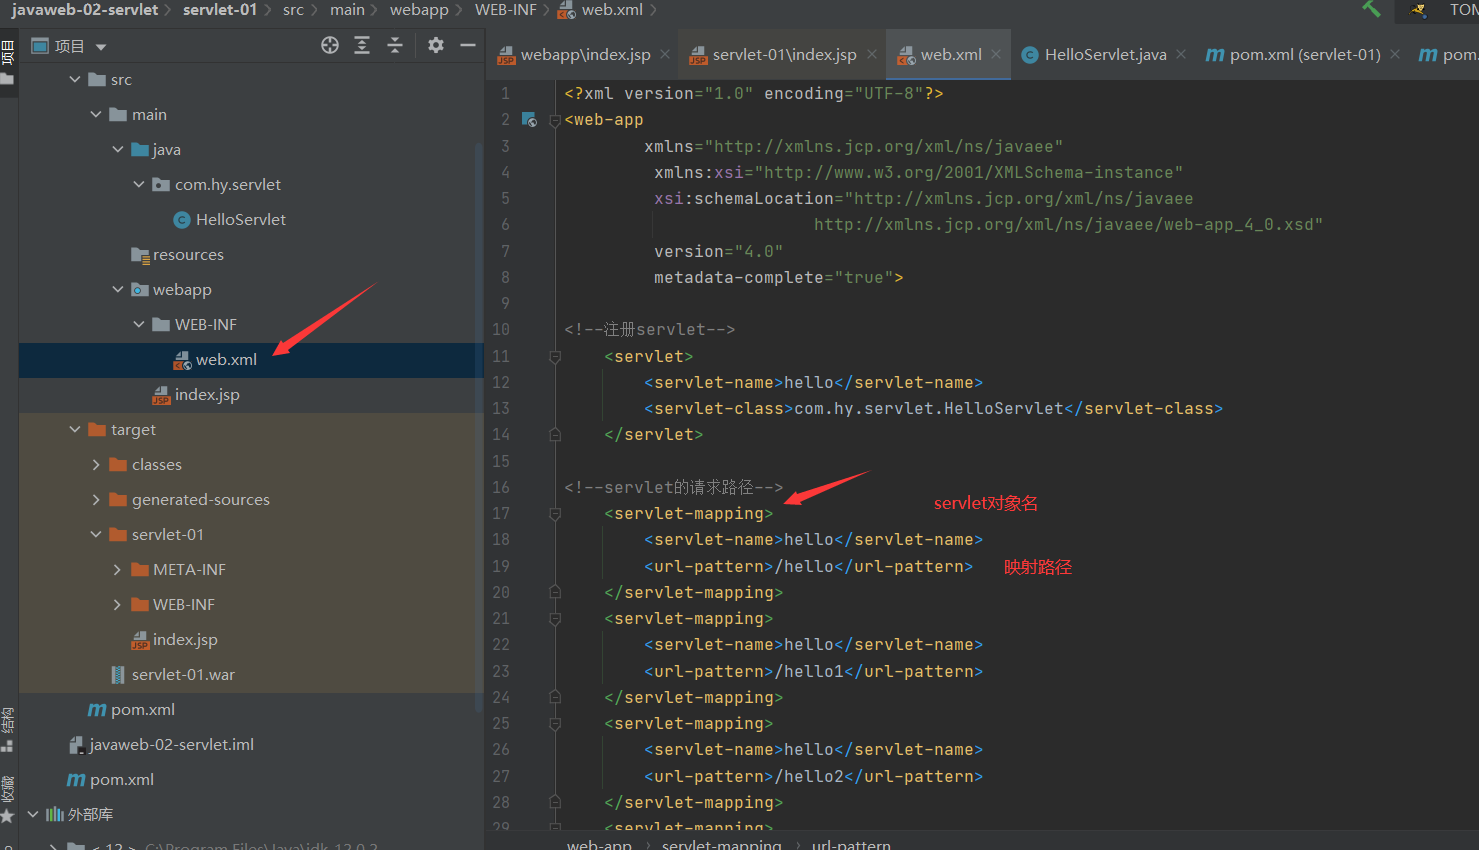 javaweb-02-servlet servlet-01 src main webapp WEB-INF web.xml TOM
项目
webapp\index.jsp servlet-01\index.jsp web.xml HelloServlet.java pom.xml (servlet-01) pom.
项目
src
main
java
com.hy.servlet
HelloServlet
resources
webapp
WEB-INF
web.xml
index.jsp
target
classes
generated-sources
servlet-01
META-INF
WEB-INF
index.jsp
servlet-01.war
pom.xml
javaweb-02-servlet.iml
pom.xml
外部库
< 12 > C:\Program Files\Java\jdk-12.0.2
结构
收藏
1 <?xml version="1.0" encoding="UTF-8"?>
2 <web-app
3 xmlns="http://xmlns.jcp.org/xml/ns/javaee"
4 xmlns:xsi="http://www.w3.org/2001/XMLSchema-instance"
5 xsi:schemaLocation="http://xmlns.jcp.org/xml/ns/javaee
6 http://xmlns.jcp.org/xml/ns/javaee/web-app_4_0.xsd"
7 version="4.0"
8 metadata-complete="true">
9
10 <!--注册servlet-->
11 <servlet>
12 <servlet-name>hello</servlet-name>
13 <servlet-class>com.hy.servlet.HelloServlet</servlet-class>
14 </servlet>
15
16 <!--servlet的请求路径-->
17 <servlet-mapping>
servlet对象名
18 <servlet-name>hello</servlet-name>
19 <url-pattern>/hello</url-pattern> 映射路径
20 </servlet-mapping>
21 <servlet-mapping>
22 <servlet-name>hello</servlet-name>
23 <url-pattern>/hello1</url-pattern>
24 </servlet-mapping>
25 <servlet-mapping>
26 <servlet-name>hello</servlet-name>
27 <url-pattern>/hello2</url-pattern>
28 </servlet-mapping>
29 <servlet-mapping>
web-app servlet-mapping url-pattern